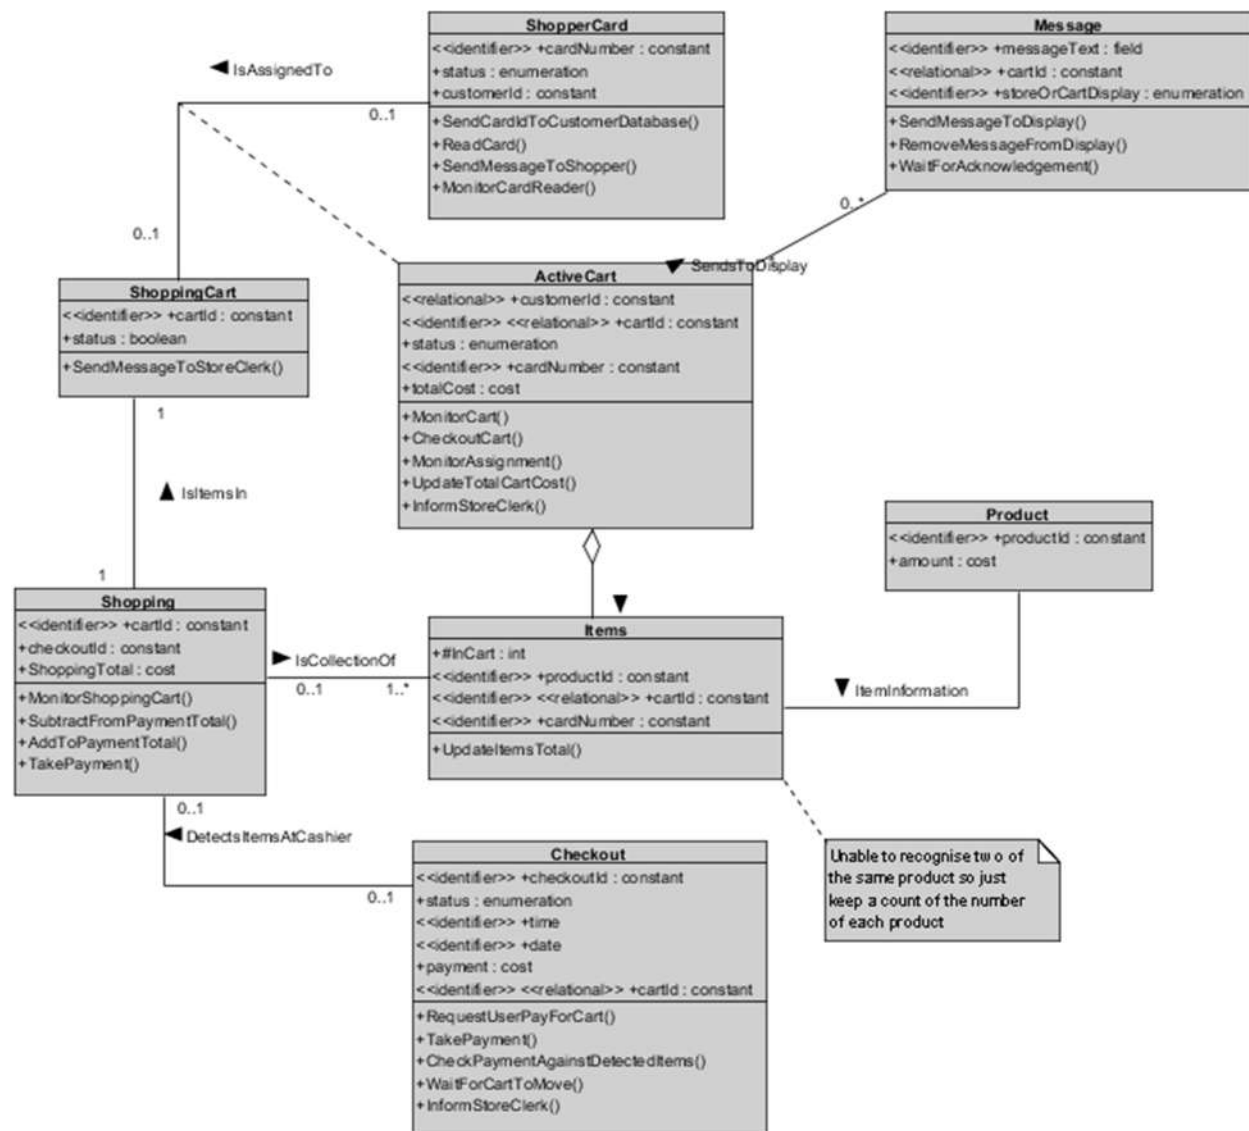 ShopperCard
<<identifier>> +cardNumber : constant
+status : enumeration
+customerId : constant
+SendCardIdToCustomerDatabase()
+ReadCard()
+SendMessageToShopper()
+MonitorCardReader()
Message
<<identifier>> +messageText : field
<<relational>> +cartId : constant
<<identifier>> +storeOrCartDisplay : enumeration
+SendMessageToDisplay()
+RemoveMessageFromDisplay()
+WaitForAcknowledgement()
IsAssignedTo
0..1
0..1
0..*
SendsToDisplay
ShoppingCart
<<identifier>> +cartId : constant
+status : boolean
+SendMessageToStoreClerk()
ActiveCart
<<relational>> +customerId : constant
<<identifier>> <<relational>> +cartId : constant
+status : enumeration
<<identifier>> +cardNumber : constant
+totalCost : cost
+MonitorCart()
+CheckoutCart()
+MonitorAssignment()
+UpdateTotalCartCost()
+InformStoreClerk()
1
IsItemsIn
1
Product
<<identifier>> +productId : constant
+amount : cost
Shopping
<<identifier>> +cartId : constant
+checkoutId : constant
+ShoppingTotal : cost
+MonitorShoppingCart()
+SubtractFromPaymentTotal()
+AddToPaymentTotal()
+TakePayment()
IsCollectionOf
0..1
1..*
Items
+#InCart : int
<<identifier>> +productId : constant
<<identifier>> <<relational>> +cartId : constant
<<identifier>> +cardNumber : constant
+UpdateItemsTotal()
ItemInformation
0..1
DetectsItemsAtCashier
0..1
Checkout
<<identifier>> +checkoutId : constant
+status : enumeration
<<identifier>> +time
<<identifier>> +date
+payment : cost
<<identifier>> <<relational>> +cartId : constant
+RequestUserPayForCart()
+TakePayment()
+CheckPaymentAgainstDetectedItems()
+WaitForCartToMove()
+InformStoreClerk()
Unable to recognise two of
the same product so just
keep a count of the number
of each product